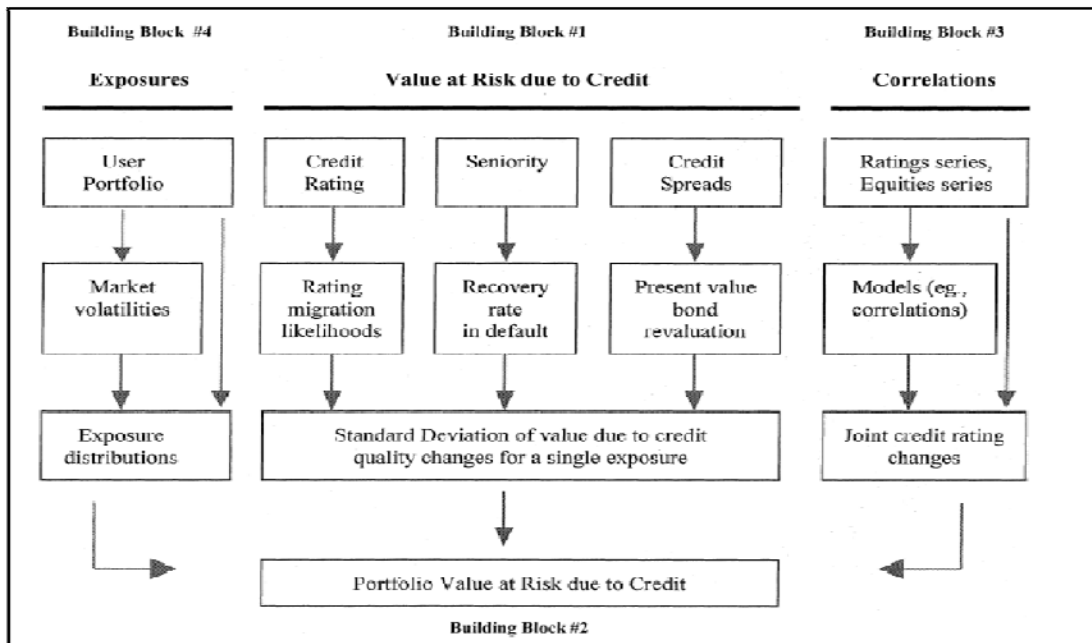 Building Block #4
Building Block #1
Building Block #3
Exposures
Value at Risk due to Credit
Correlations
User
Portfolio
Credit
Rating
Seniority
Credit
Spreads
Ratings series,
Equities series
Market
volatilities
Rating
migration
likelihoods
Recovery
rate
in default
Present value
bond
revaluation
Models (eg.,
correlations)
Exposure
distributions
Standard Deviation of value due to credit
quality changes for a single exposure
Joint credit rating
changes
Portfolio Value at Risk due to Credit
Building Block #2